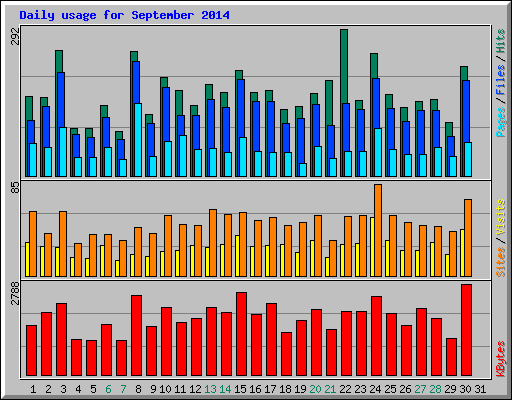 Daily usage for September 2014
292
85
2788
Pages/Files/Hits
Sites/Visits
KBytes
1 2 3 4 5 6 7 8 9 10 11 12 13 14 15 16 17 18 19 20 21 22 23 24 25 26 27 28 29 30 31